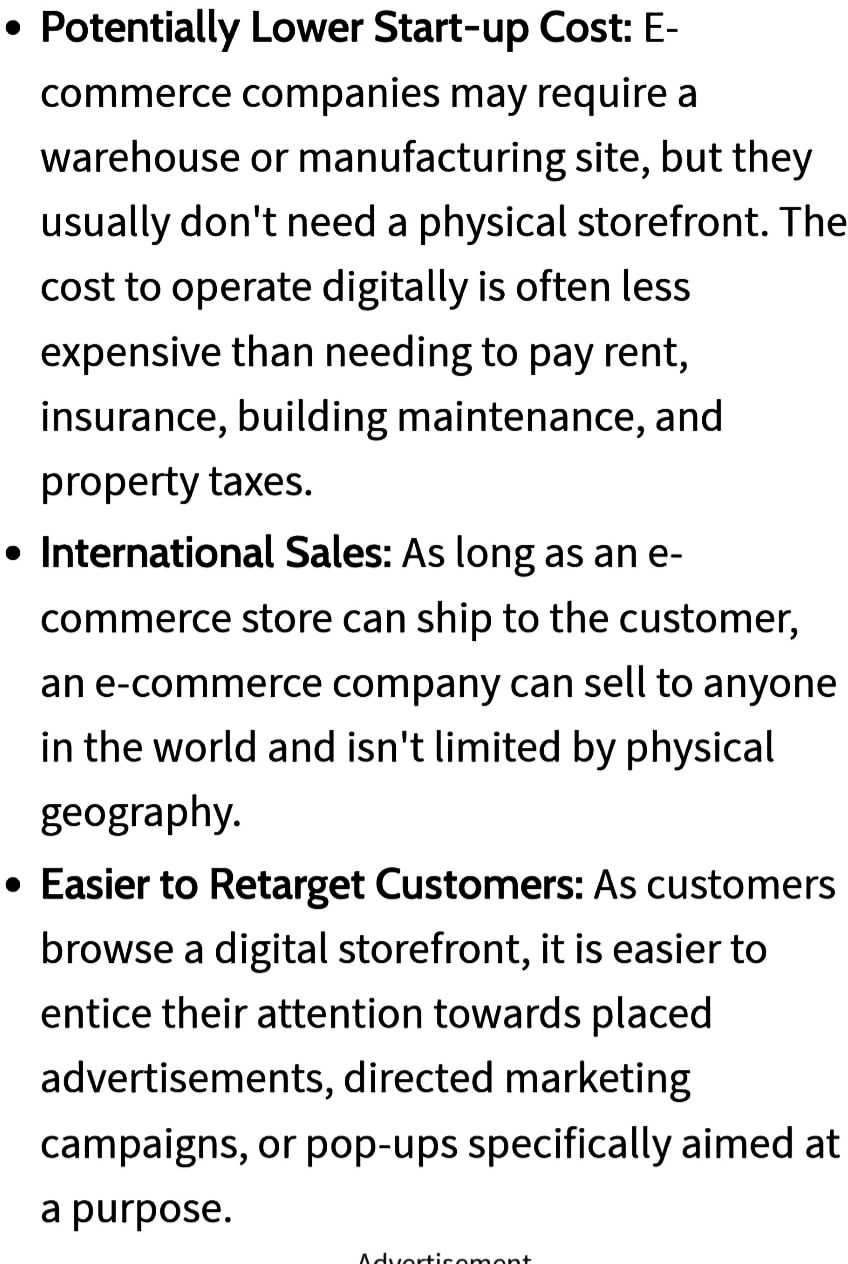 • Potentially Lower Start-up Cost: E-
commerce companies may require a
warehouse or manufacturing site, but they
usually don't need a physical storefront. The
cost to operate digitally is often less
expensive than needing to pay rent,
insurance, building maintenance, and
property taxes.
• International Sales: As long as an e-
commerce store can ship to the customer,
an e-commerce company can sell to anyone
in the world and isn't limited by physical
geography.
• Easier to Retarget Customers: As customers
browse a digital storefront, it is easier to
entice their attention towards placed
advertisements, directed marketing
campaigns, or pop-ups specifically aimed at
a purpose.
Advertisement